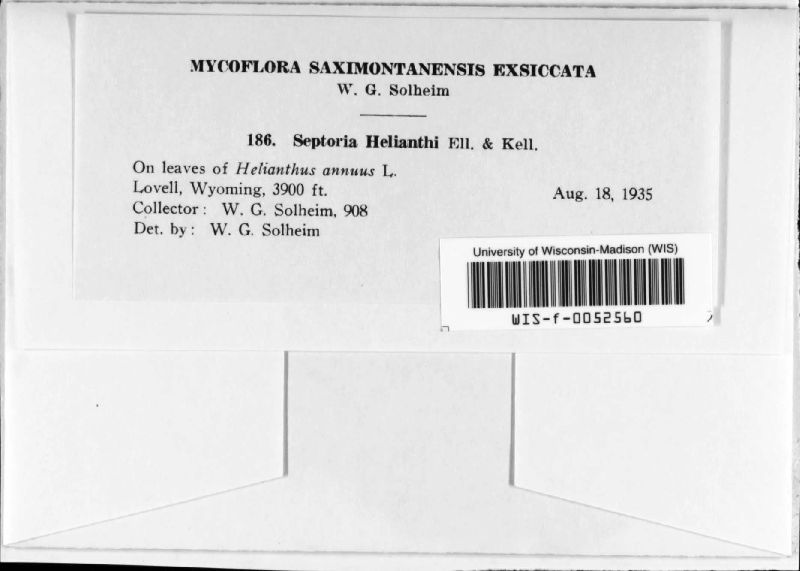 MYCOFLORA SAXIMONTANENSIS EXSICCATA
W. G. Solheim
186. Septoria Helianthi Ell. & Kell.
On leaves of Helianthus annuus L.
Lovell, Wyoming, 3900 ft. Aug. 18, 1935
Collector: W. G. Solheim, 908
Det. by: W. G. Solheim
University of Wisconsin-Madison (WIS)
WIS-f-0052560